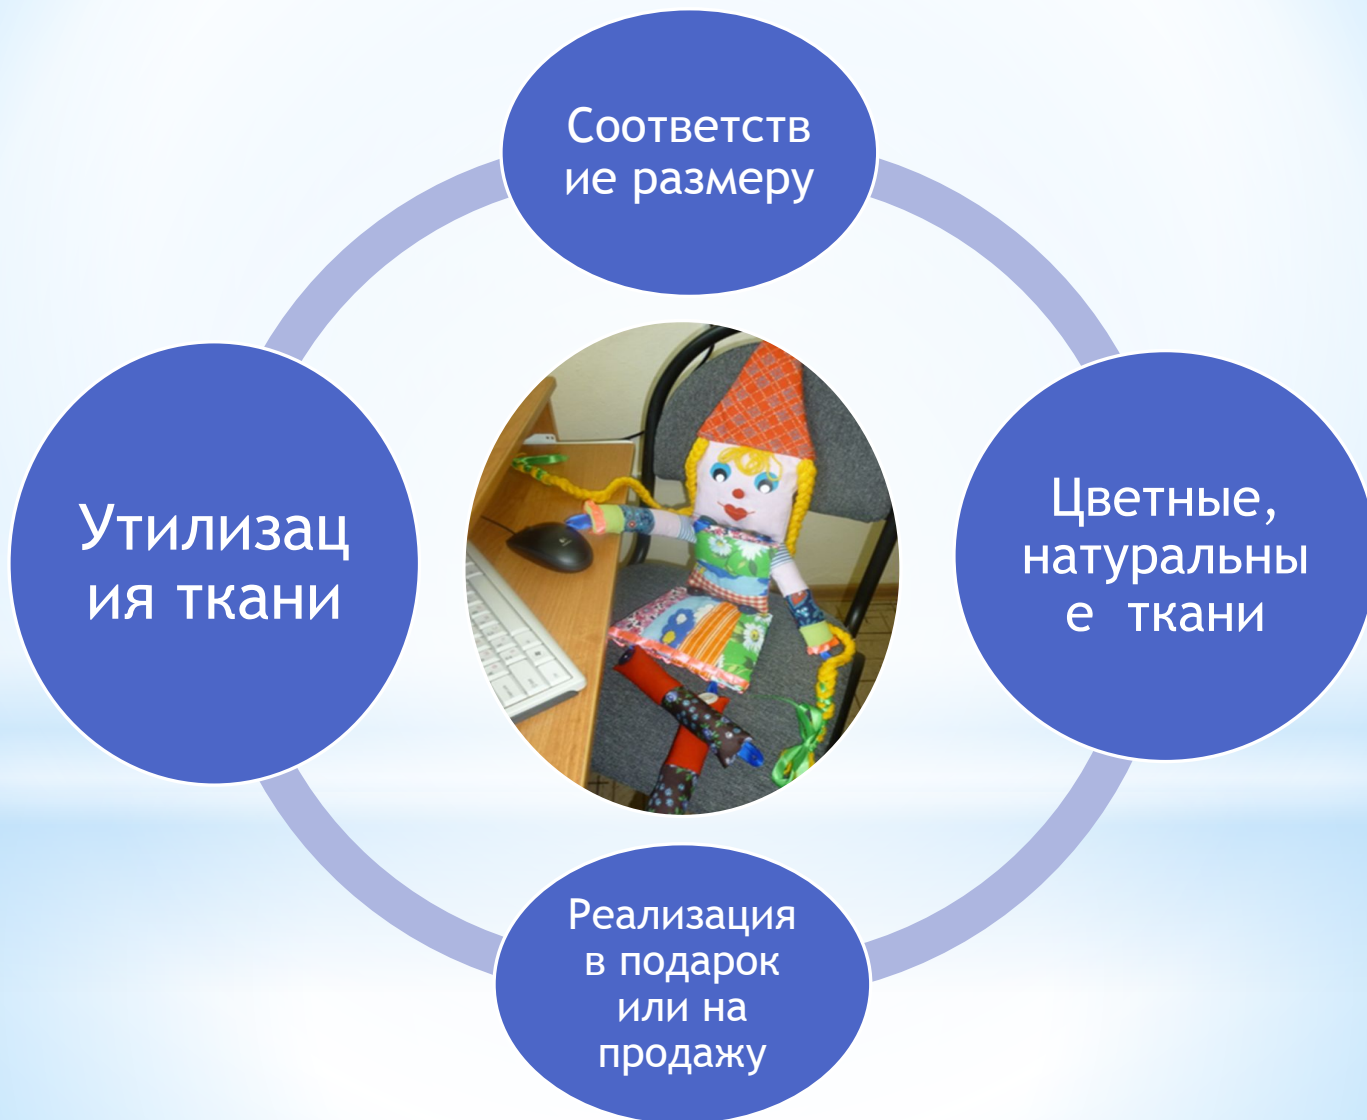 Соответств
ие размеру
Цветные,
натуральны
е ткани
Реализация
в подарок
или на
продажу
Утилизац
ия ткани